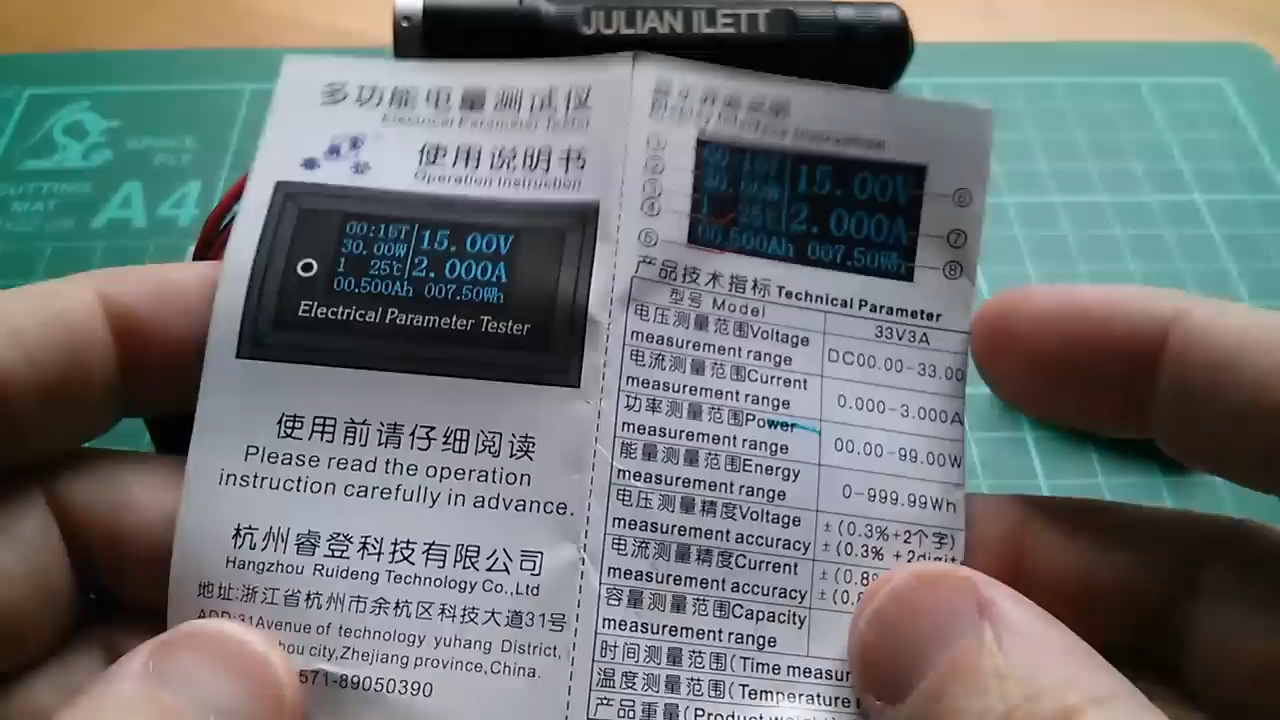 JULIAN ILETT
SPACE
CUTTING
MAT
A4
多功能电量测试仪
Electrical Parameter Tester
使用说明书
Operation Instruction
00:15T
30.00W
1 25℃
15.00V
2.000A
00.500Ah 007.50Wh
Electrical Parameter Tester
使用前请仔细阅读
Please read the operation
instruction carefully in advance.
杭州睿登科技有限公司
Hangzhou Ruideng Technology Co.,Ltd
地址:浙江省杭州市余杭区科技大道31号
ADD:31Avenue of technology yuhang District,
city,Zhejiang province,China.
571-89050390
① ② ③ ④ ⑤
15.00V
2.000A
1 25℃
00.500Ah 007.50Wh
⑥ ⑦ ⑧
产品技术指标 Technical Parameter
型号 Model
33V3A
电压测量范围Voltage
measurement range
DC00.00-33.00
电流测量范围Current
measurement range
0.000-3.000A
功率测量范围Power
measurement range
00.00-99.00W
能量测量范围Energy
measurement range
0-999.99Wh
电压测量精度Voltage
measurement accuracy
±(0.3%+2个字)
±(0.3% +2digit
电流测量精度Current
measurement accuracy
±(0.8
±(0.8
容量测量范围Capacity
measurement range
时间测量范围(Time measur
温度测量范围(Temperature
产品重量(Product weight)